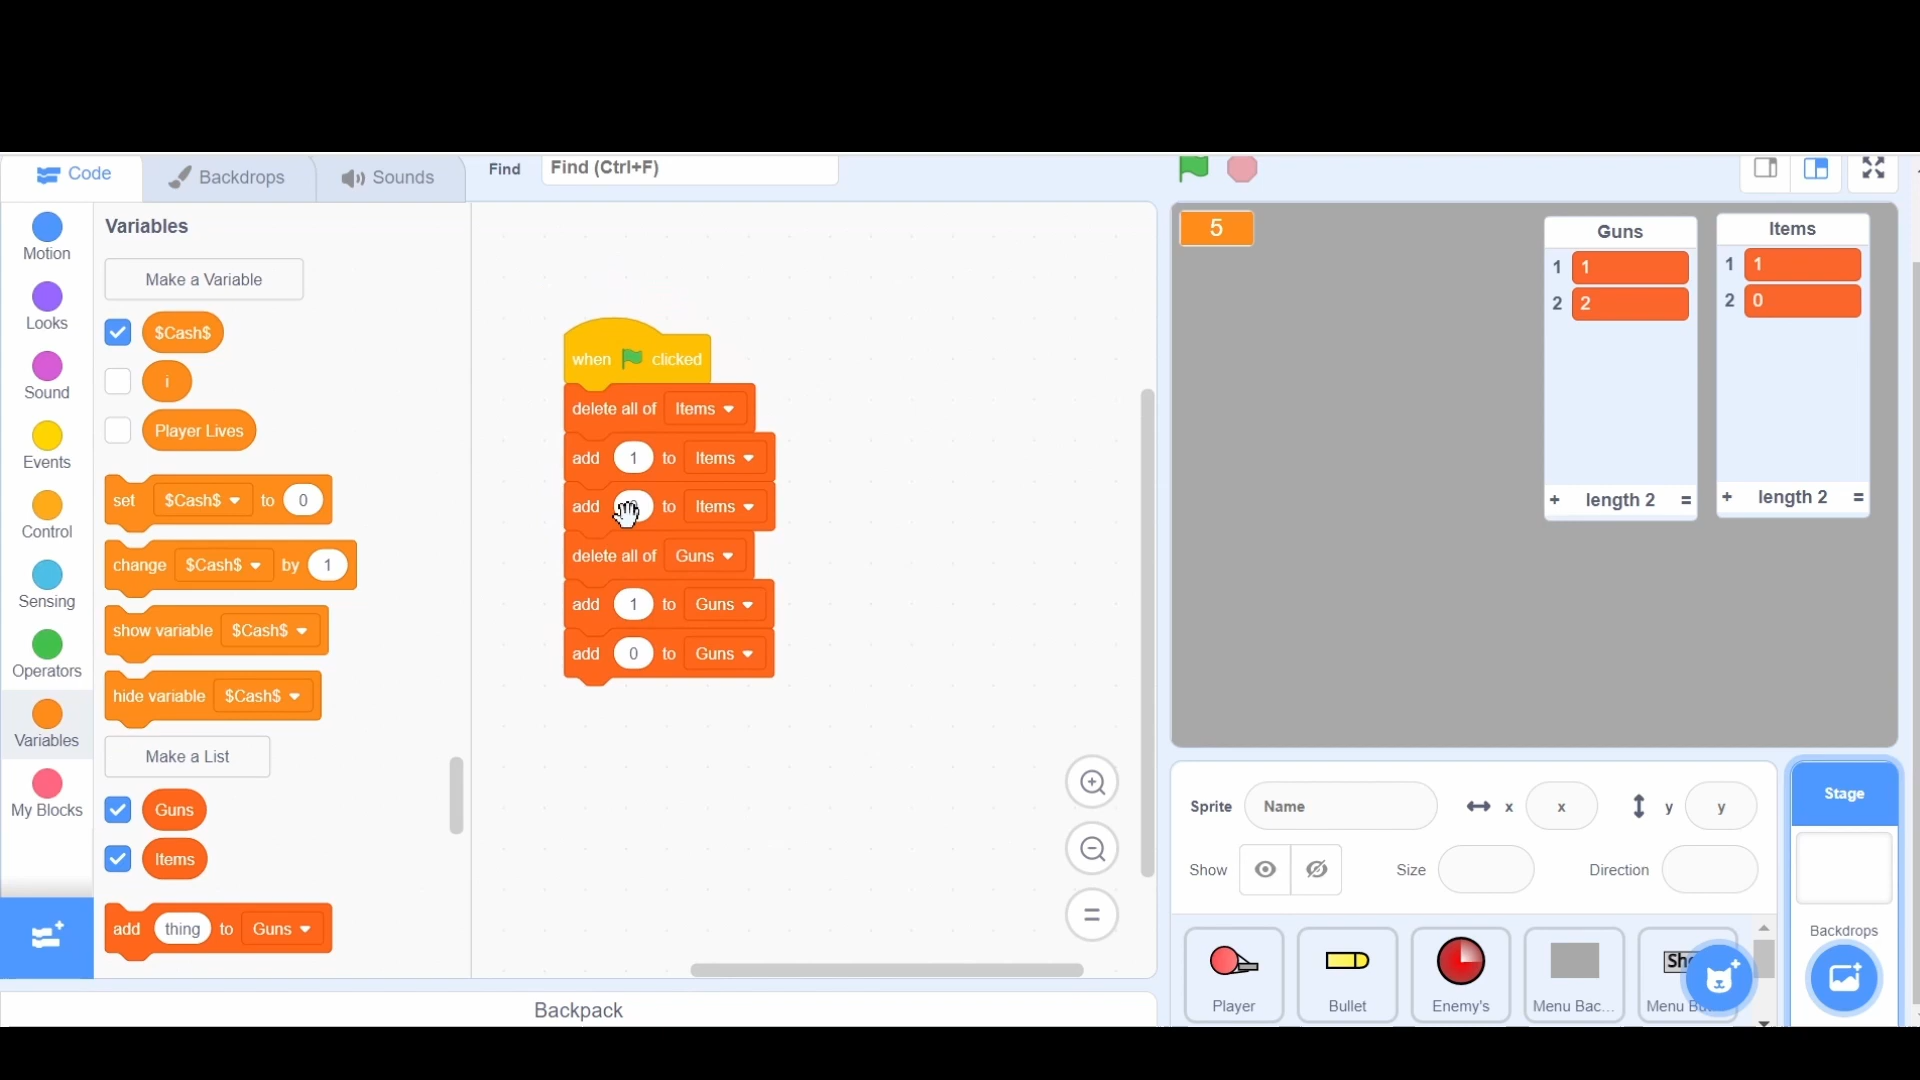 Code
Backdrops
Sounds
Find
Find (Ctrl+F)
Motion
Looks
Sound
Events
Control
Sensing
Operators
Variables
My Blocks
Variables
Make a Variable
$Cash$
i
Player Lives
set $Cash$ to 0
change $Cash$ by 1
show variable $Cash$
hide variable $Cash$
Make a List
Guns
Items
add thing to Guns
when clicked
delete all of Items
add 1 to Items
add to Items
delete all of Guns
add 1 to Guns
add 0 to Guns
Backpack
5
Guns
1 1
2 2
+ length 2 =
Items
1 1
2 0
+ length 2 =
Sprite Name x x y y
Show Size Direction
Player
Bullet
Enemy's
Menu Bac...
Menu
Stage
Backdrops